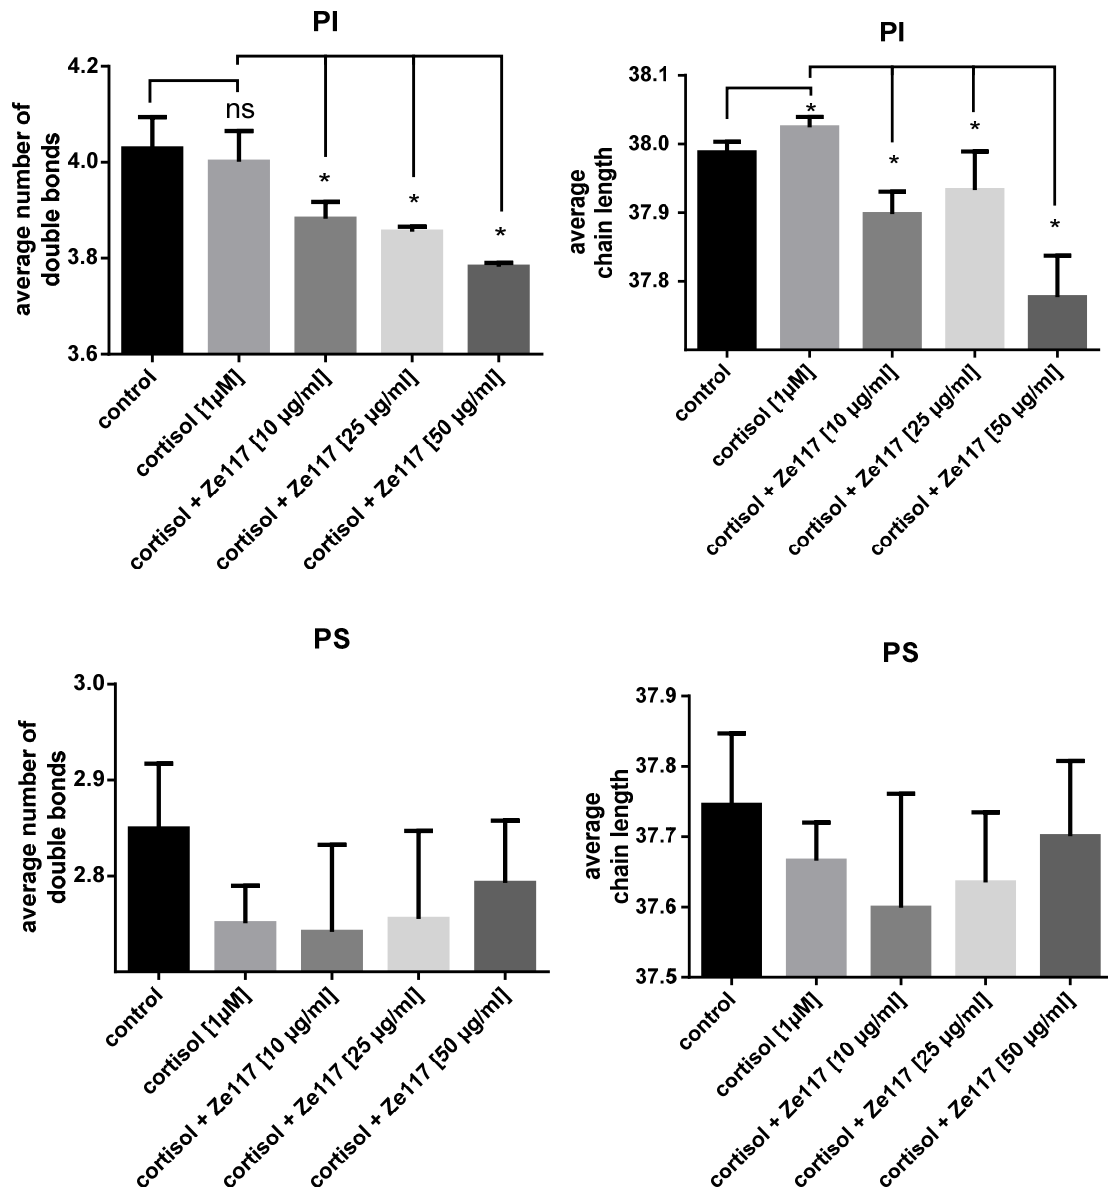 PI
4.2
4.0
3.8
3.6
average number of
double bonds
ns
*
*
*
control
cortisol [1µM]
cortisol + Ze117 [10 µg/ml]
cortisol + Ze117 [25 µg/ml]
cortisol + Ze117 [50 µg/ml]
PI
38.1
38.0
37.9
37.8
average
chain length
*
*
*
*
control
cortisol [1µM]
cortisol + Ze117 [10 µg/ml]
cortisol + Ze117 [25 µg/ml]
cortisol + Ze117 [50 µg/ml]
PS
3.0
2.9
2.8
average number of
double bonds
control
cortisol [1µM]
cortisol + Ze117 [10 µg/ml]
cortisol + Ze117 [25 µg/ml]
cortisol + Ze117 [50 µg/ml]
PS
37.9
37.8
37.7
37.6
37.5
average
chain length
control
cortisol [1µM]
cortisol + Ze117 [10 µg/ml]
cortisol + Ze117 [25 µg/ml]
cortisol + Ze117 [50 µg/ml]